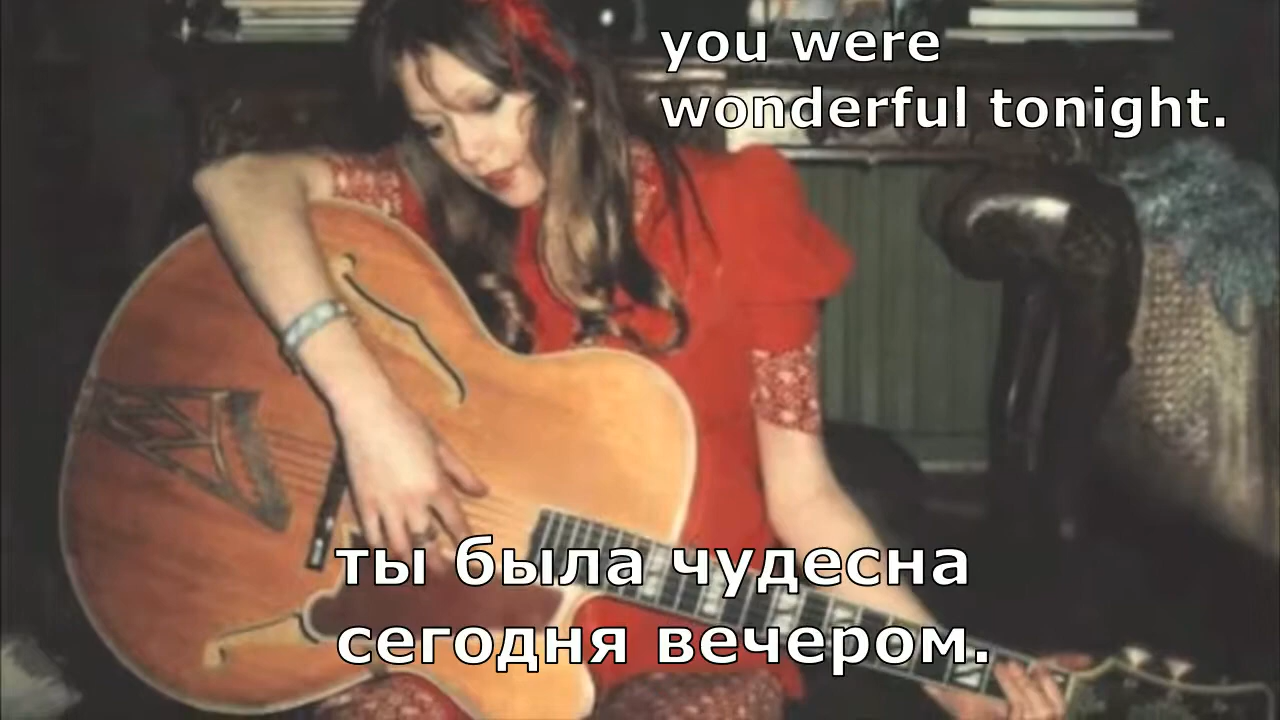 you were
wonderful tonight.
ты была чудесна
сегодня вечером.